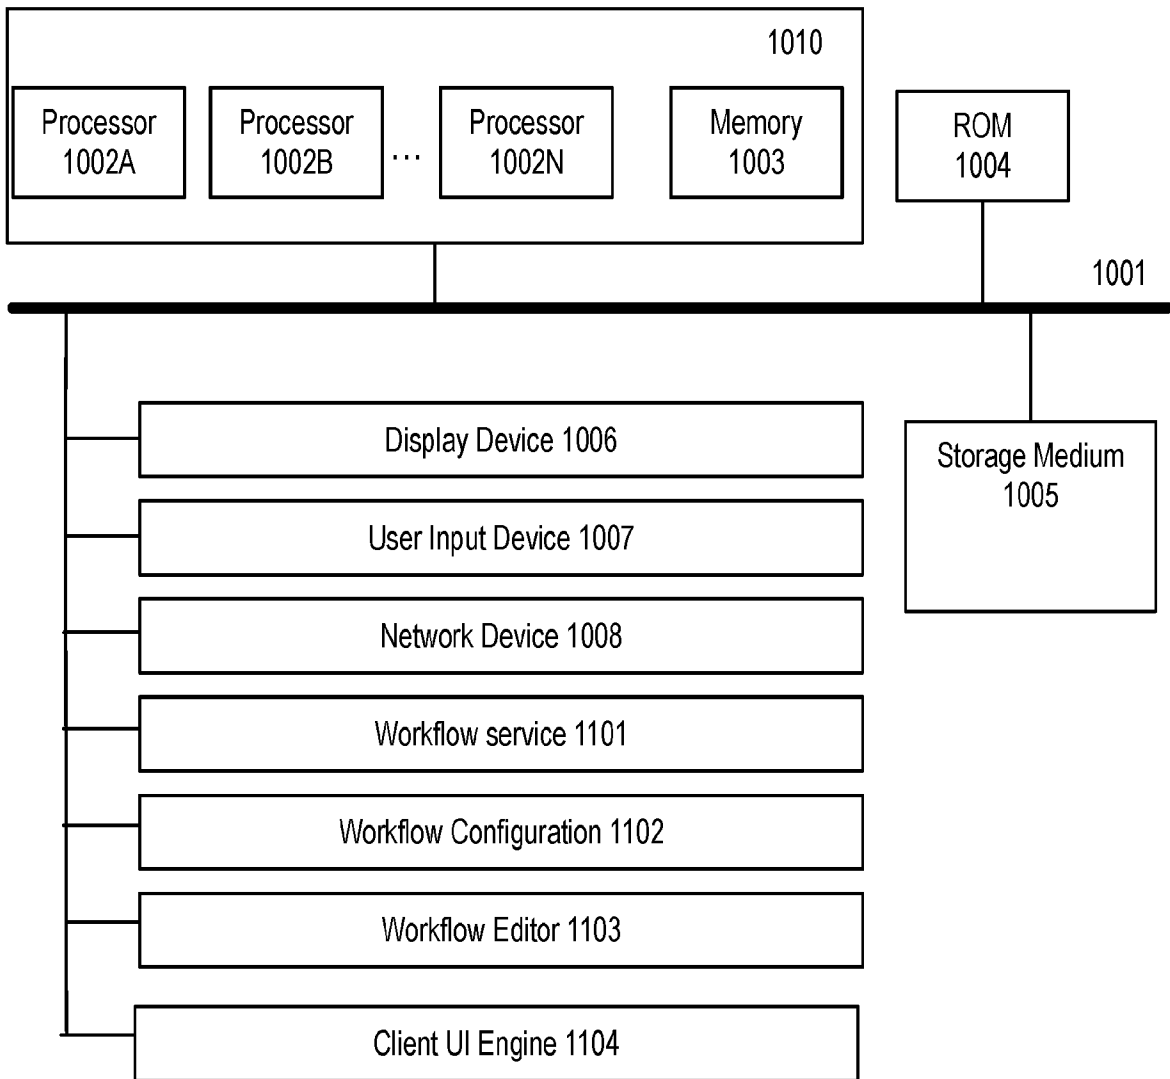 1010
Processor
1002A
Processor
1002B
...
Processor
1002N
Memory
1003
ROM
1004
1001
Display Device 1006
Storage Medium
1005
User Input Device 1007
Network Device 1008
Workflow service 1101
Workflow Configuration 1102
Workflow Editor 1103
Client UI Engine 1104